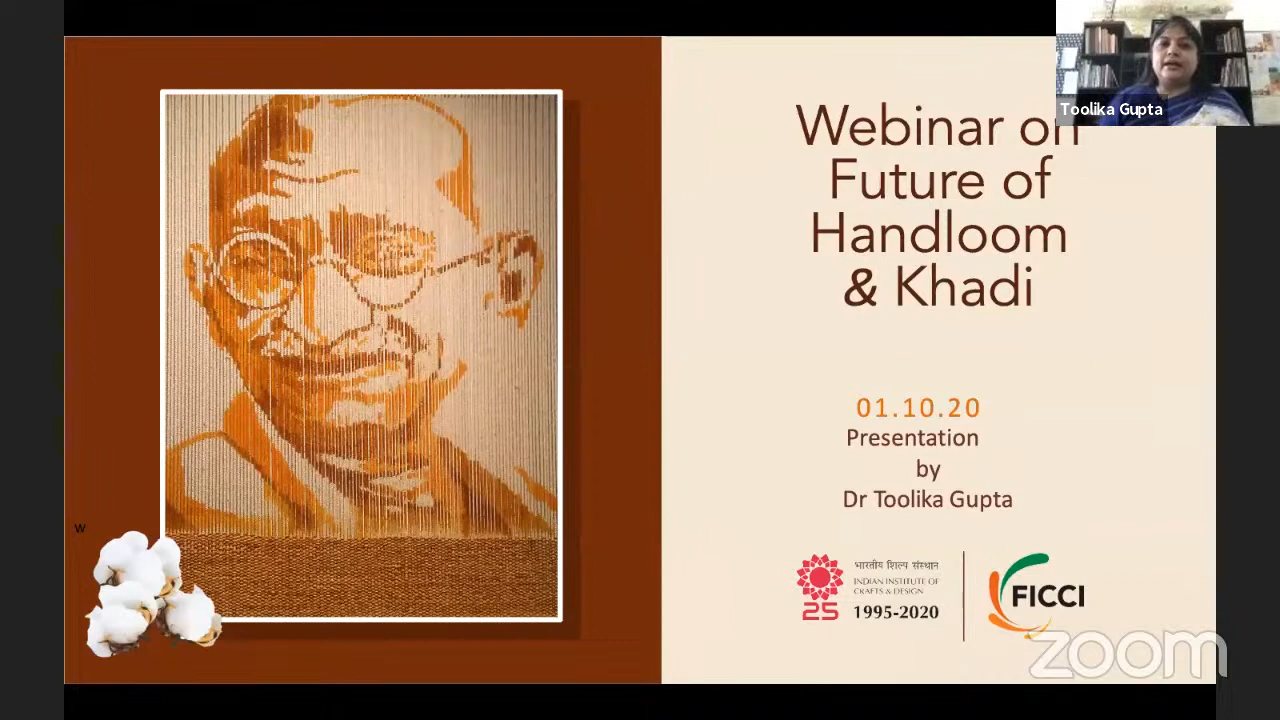 Toolika Gupta
Webinar on
Future of
Handloom
& Khadi
01.10.20
Presentation
by
Dr Toolika Gupta
w
भारतीय शिल्प संस्थान
INDIAN INSTITUTE OF
CRAFTS & DESIGN
25
1995-2020
FICCI
zoom